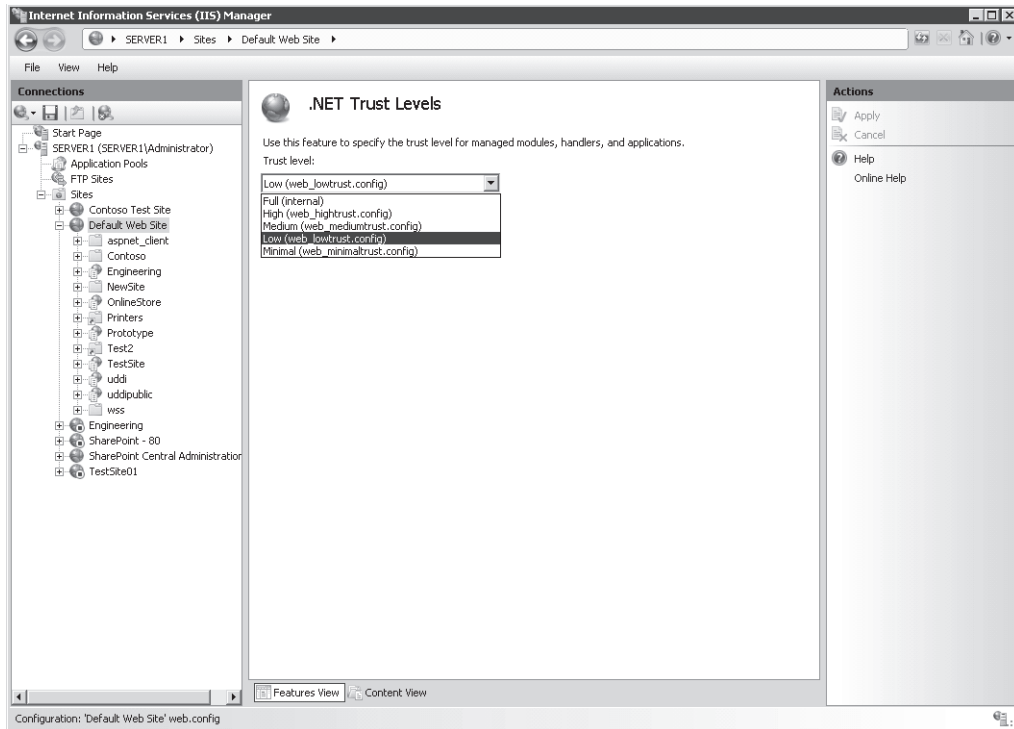 Internet Information Services (IIS) Manager
SERVER1 Sites Default Web Site
File View Help
Connections
Start Page
SERVER1 (SERVER1\Administrator)
Application Pools
FTP Sites
Sites
Contoso Test Site
Default Web Site
aspnet_client
Contoso
Engineering
NewSite
OnlineStore
Printers
Prototype
Test2
TestSite
uddi
uddipublic
wss
Engineering
SharePoint - 80
SharePoint Central Administration
TestSite01
.NET Trust Levels
Use this feature to specify the trust level for managed modules, handlers, and applications.
Trust level:
Low (web_lowtrust.config)
Full (internal)
High (web_hightrust.config)
Medium (web_mediumtrust.config)
Low (web_lowtrust.config)
Minimal (web_minimaltrust.config)
Features View Content View
Actions
Apply
Cancel
Help
Online Help
Configuration: 'Default Web Site' web.config